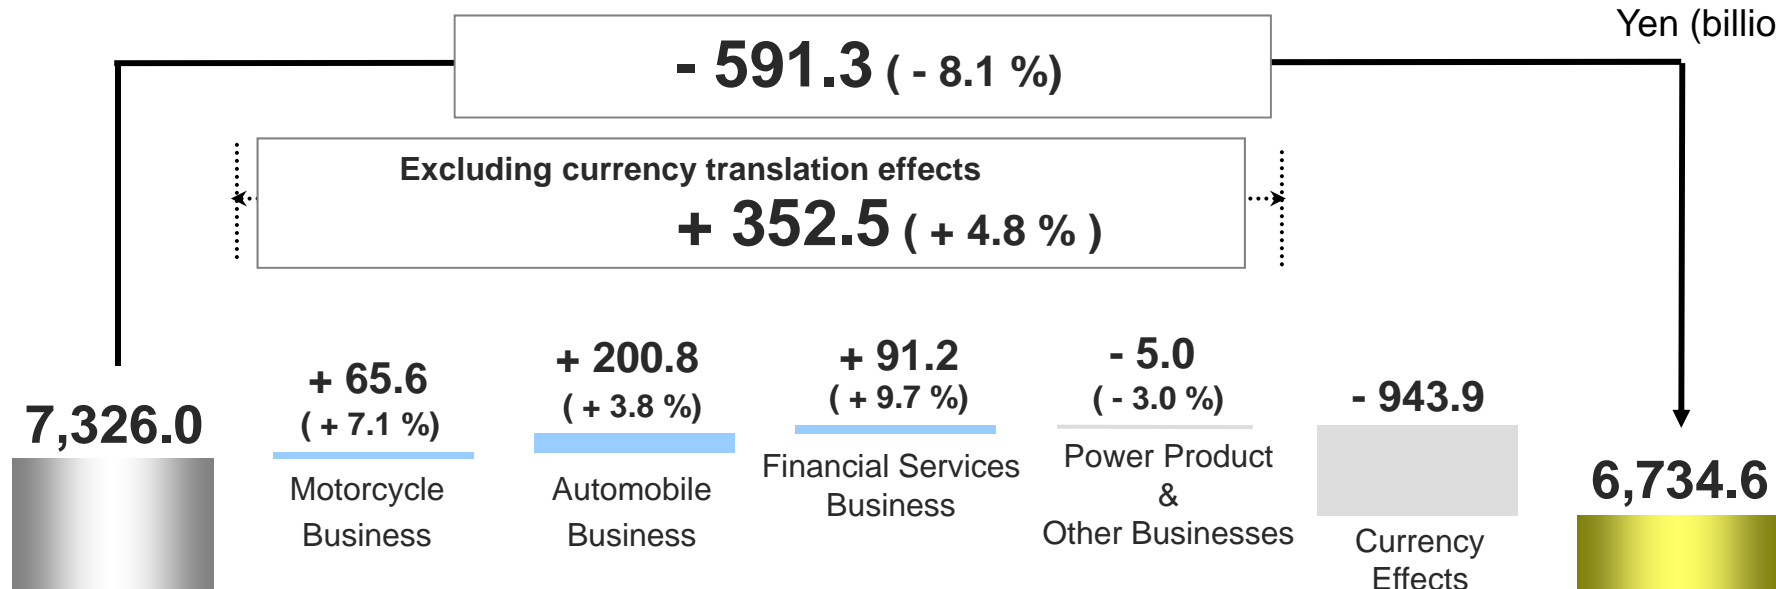 Yen (billio
- 591.3 ( - 8.1 %)
Excluding currency translation effects
+ 352.5 ( + 4.8 % )
7,326.0
+ 65.6
( + 7.1 %)
Motorcycle
Business
+ 200.8
( + 3.8 %)
Automobile
Business
+ 91.2
( + 9.7 %)
Financial Services
Business
- 5.0
( - 3.0 %)
Power Product
&
Other Businesses
- 943.9
Currency
Effects
6,734.6